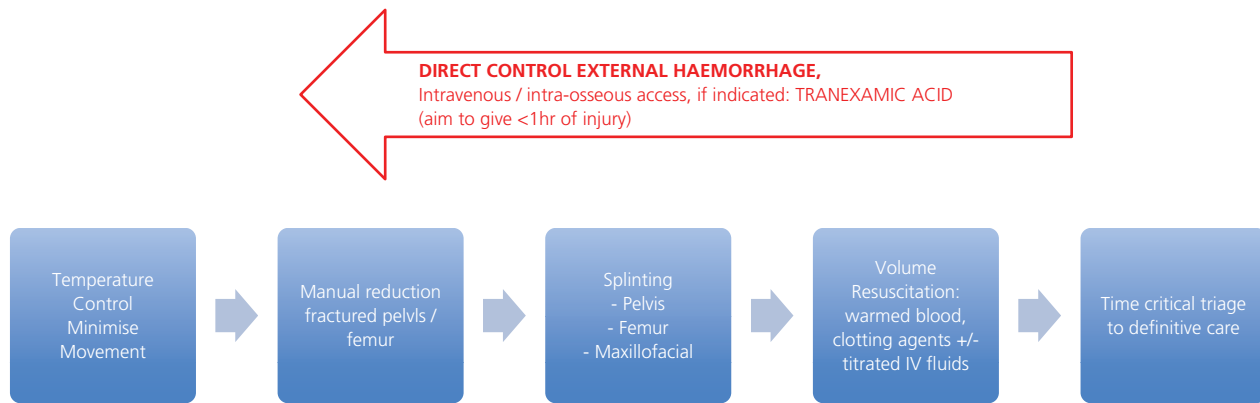 DIRECT CONTROL EXTERNAL HAEMORRHAGE,
Intravenous / intra-osseous access, if indicated: TRANEXAMIC ACID
(aim to give <1hr of injury)
Temperature
Control
Minimise
Movement
Manual reduction
fractured pelvls /
femur
Splinting
- Pelvis
- Femur
- Maxillofacial
Volume
Resuscitation:
warmed blood,
clotting agents +/-
titrated IV fluids
Time critical triage
to definitive care